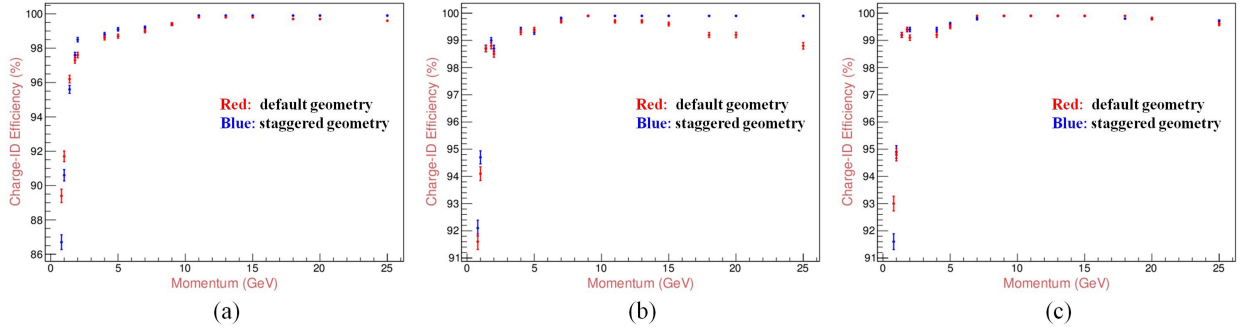 Charge-ID Efficiency (%)
100
98
96
94
92
90
88
86
Red: default geometry
Blue: staggered geometry
0 5 10 15 20 25
Momentum (GeV)
(a)
Charge-ID Efficiency (%)
100
99
98
97
96
95
94
93
92
91
Red: default geometry
Blue: staggered geometry
0 5 10 15 20 25
Momentum (GeV)
(b)
Charge-ID Efficiency (%)
100
99
98
97
96
95
94
93
92
91
Red: default geometry
Blue: staggered geometry
0 5 10 15 20 25
Momentum (GeV)
(c)